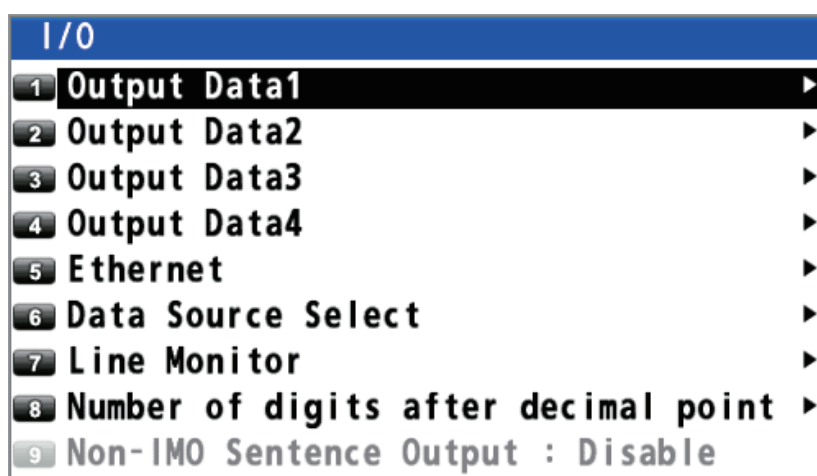 I/O
1 Output Data1
2 Output Data2
3 Output Data3
4 Output Data4
5 Ethernet
6 Data Source Select
7 Line Monitor
8 Number of digits after decimal point
9 Non-IMO Sentence Output : Disable